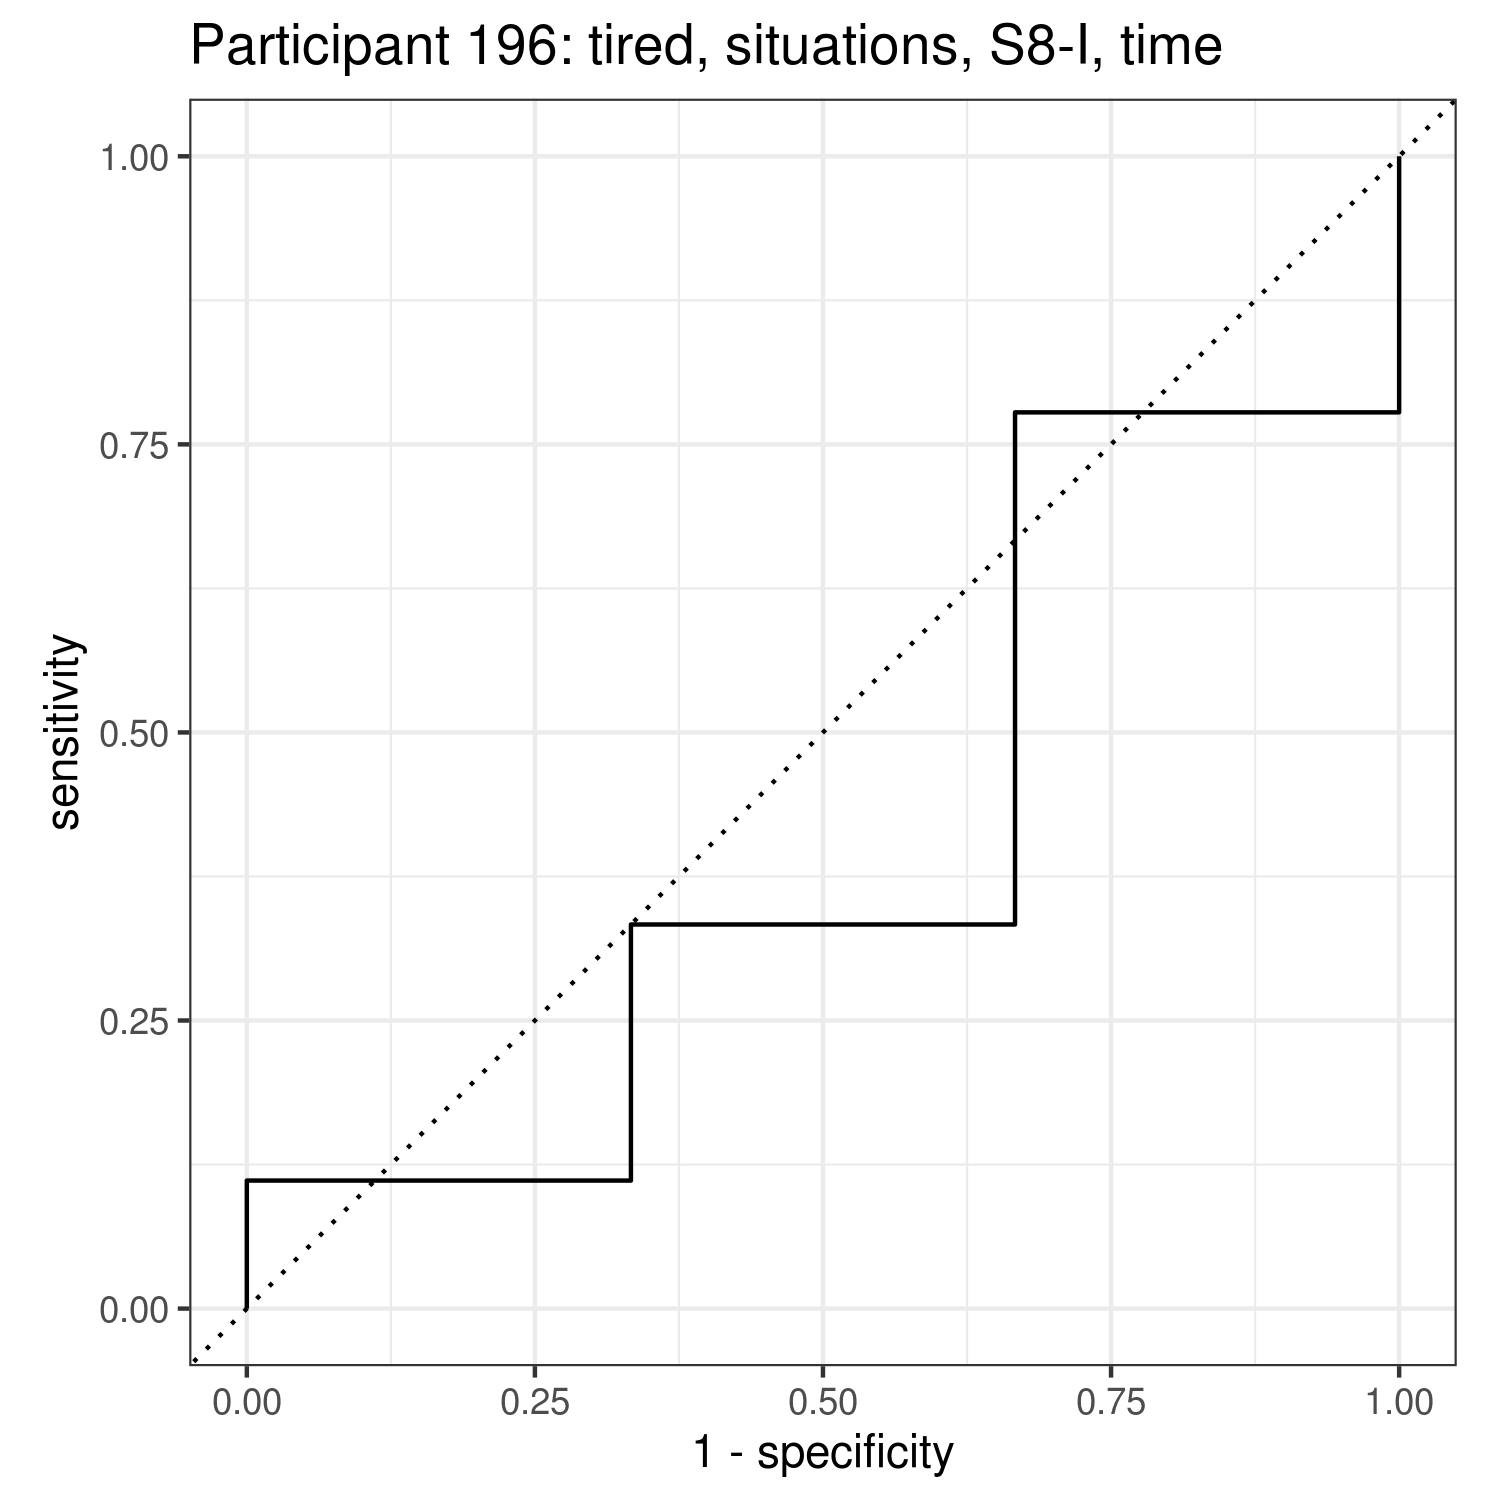 Participant 196: tired, situations, S8-I, time
1.00
0.75
0.50
0.25
0.00
sensitivity
0.00 0.25 0.50 0.75 1.00
1 - specificity